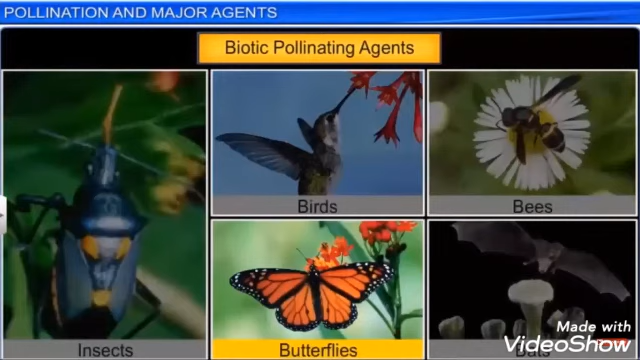 POLLINATION AND MAJOR AGENTS
Biotic Pollinating Agents
Birds
Bees
Insects
Butterflies
Made with
VideoShow